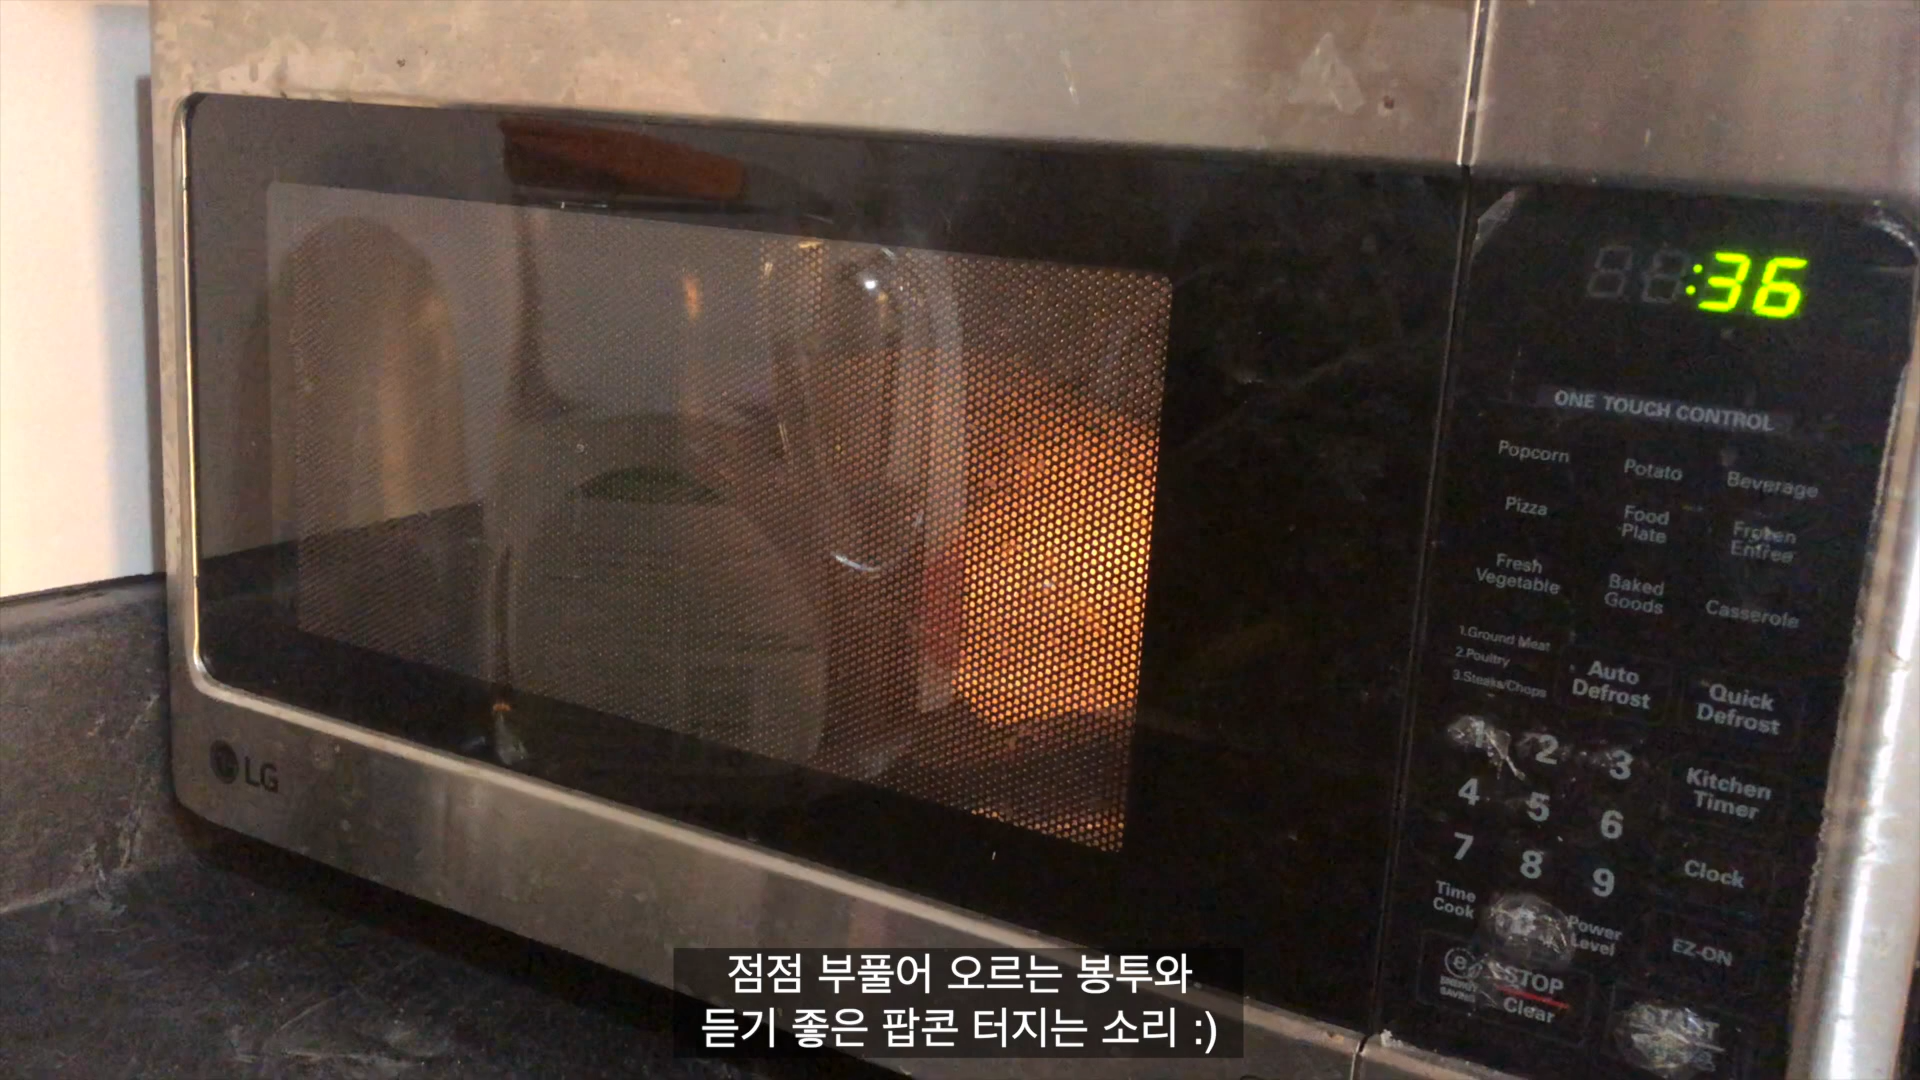 :36
ONE TOUCH CONTROL
Popcorn
Potato
Beverage
Pizza
Food
Plate
Frozen
Entree
Fresh
Vegetable
Baked
Goods
Casserole
1.Ground Meat
2.Poultry
3.Steaks/Chops
Auto
Defrost
Quick
Defrost
1 2 3
4 5 6
7 8 9
Kitchen
Timer
Clock
Time
Cook
Power
Level
EZ-ON
ENERGY
SAVING
STOP
Clear
START
LG
점점 부풀어 오르는 봉투와
듣기 좋은 팝콘 터지는 소리 :)